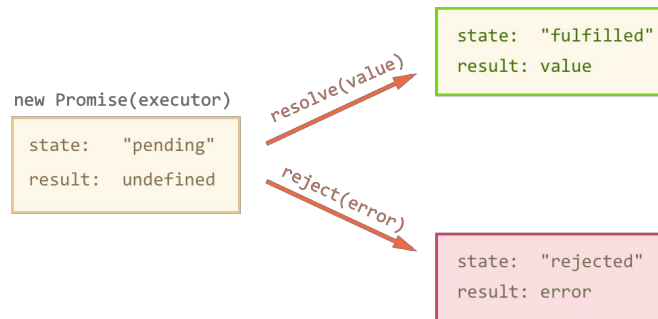 new Promise(executor)
state: "pending"
result: undefined
resolve(value)
reject(error)
state: "fulfilled"
result: value
state: "rejected"
result: error